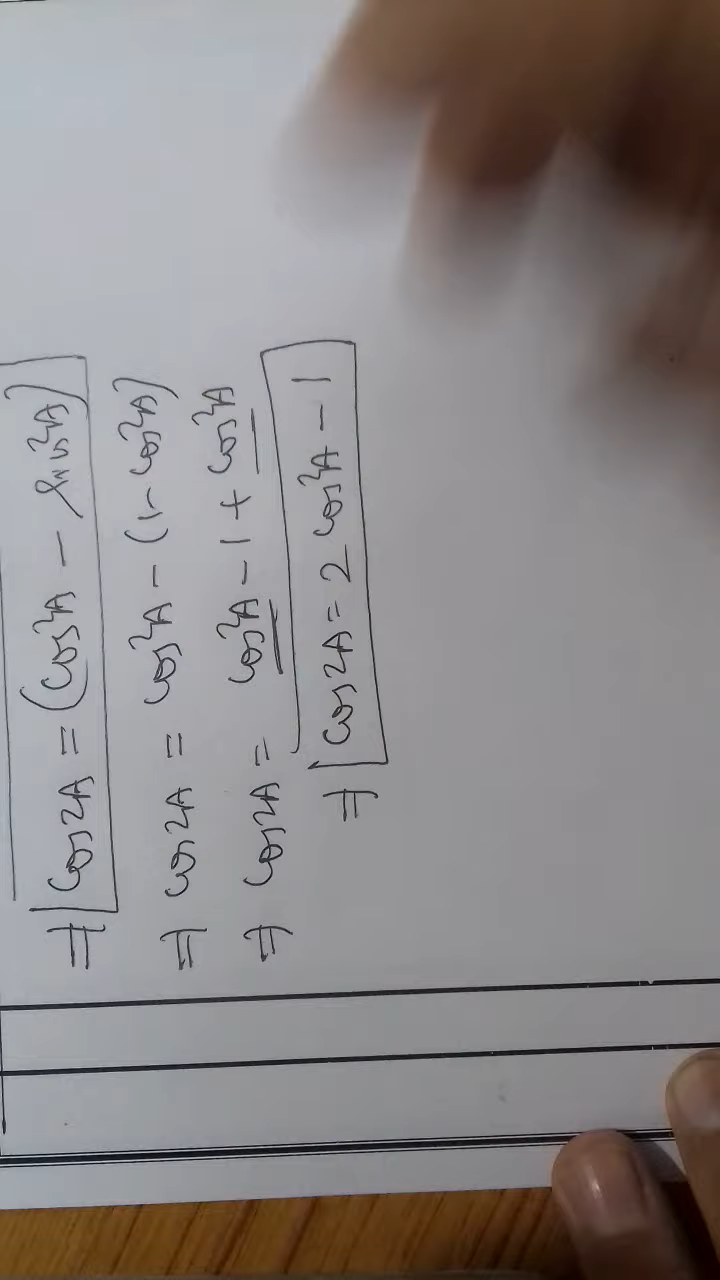 ⇒ cos2A = (cos²A − sin²A)
⇒ cos2A = cos²A − (1 − cos²A)
⇒ cos2A = cos²A − 1 + cos²A
⇒ cos2A = 2 cos²A − 1